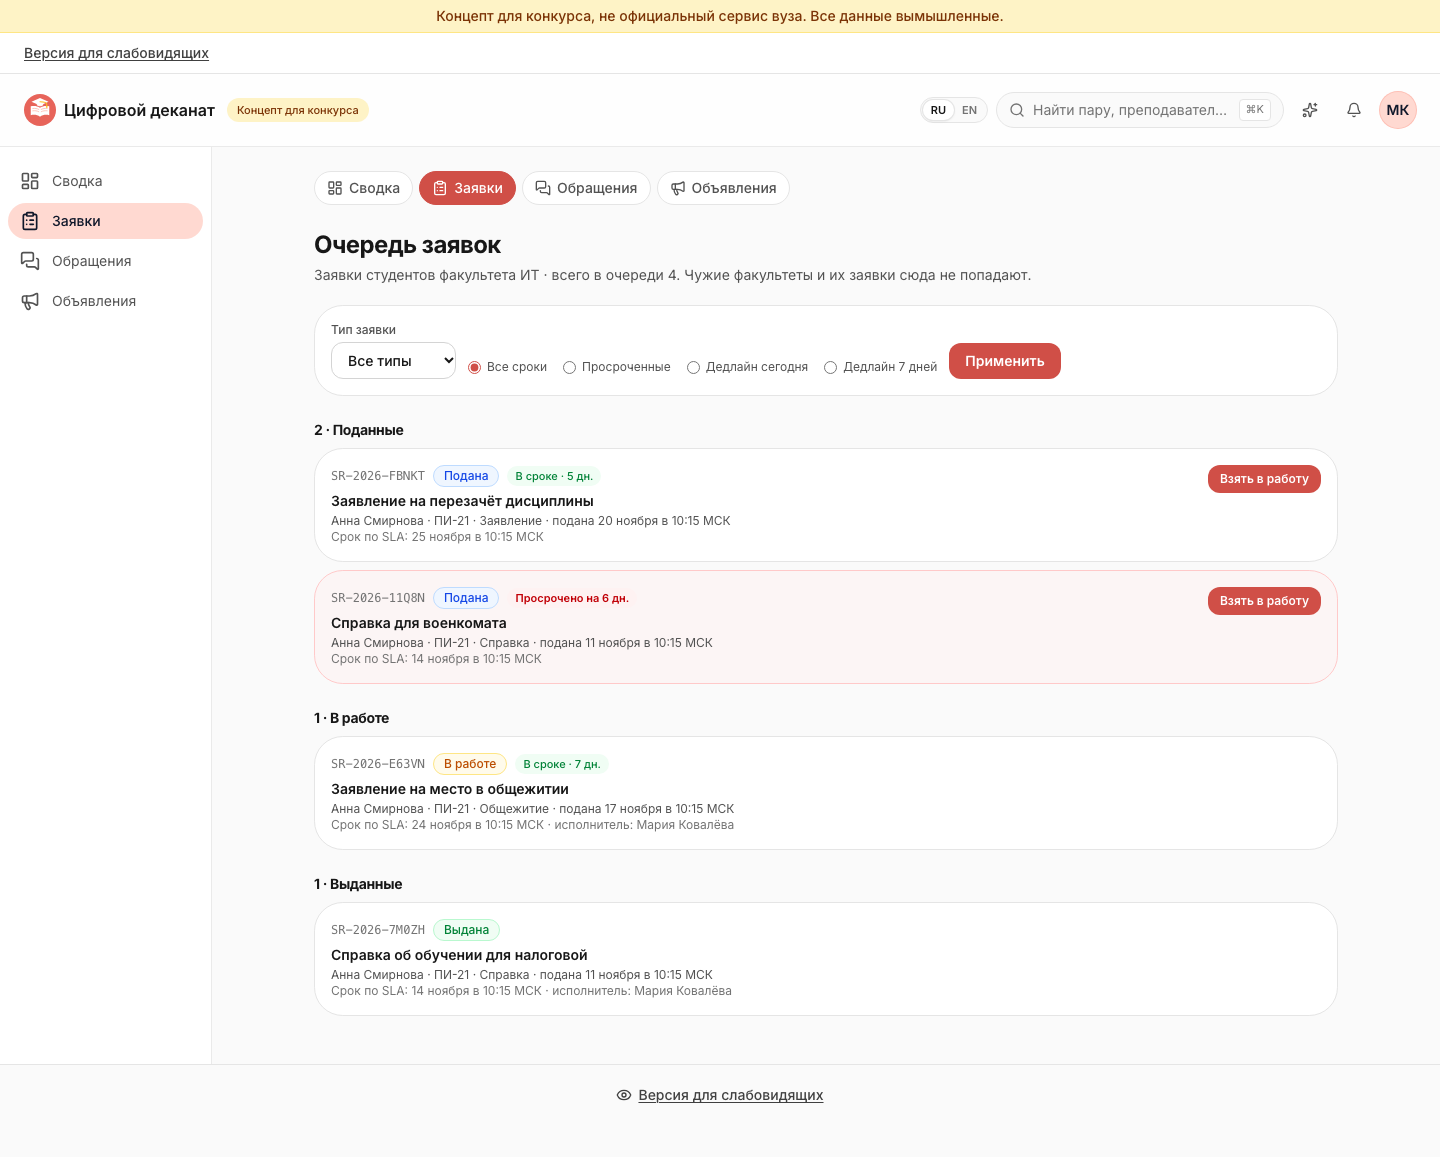 Концепт для конкурса, не официальный сервис вуза. Все данные вымышленные.
Версия для слабовидящих
Цифровой деканат
Концепт для конкурса
RU EN
Найти пару, преподавател... ⌘K
МК
Сводка
Заявки
Обращения
Объявления
Сводка Заявки Обращения Объявления
Очередь заявок
Заявки студентов факультета ИТ · всего в очереди 4. Чужие факультеты и их заявки сюда не попадают.
Тип заявки
Все типы Все сроки Просроченные Дедлайн сегодня Дедлайн 7 дней Применить
2 · Поданные
SR-2026-FBNKT Подана В сроке · 5 дн. Взять в работу
Заявление на перезачёт дисциплины
Анна Смирнова · ПИ-21 · Заявление · подана 20 ноября в 10:15 МСК
Срок по SLA: 25 ноября в 10:15 МСК
SR-2026-11Q8N Подана Просрочено на 6 дн. Взять в работу
Справка для военкомата
Анна Смирнова · ПИ-21 · Справка · подана 11 ноября в 10:15 МСК
Срок по SLA: 14 ноября в 10:15 МСК
1 · В работе
SR-2026-E63VN В работе В сроке · 7 дн.
Заявление на место в общежитии
Анна Смирнова · ПИ-21 · Общежитие · подана 17 ноября в 10:15 МСК
Срок по SLA: 24 ноября в 10:15 МСК · исполнитель: Мария Ковалёва
1 · Выданные
SR-2026-7M0ZH Выдана
Справка об обучении для налоговой
Анна Смирнова · ПИ-21 · Справка · подана 11 ноября в 10:15 МСК
Срок по SLA: 14 ноября в 10:15 МСК · исполнитель: Мария Ковалёва
Версия для слабовидящих